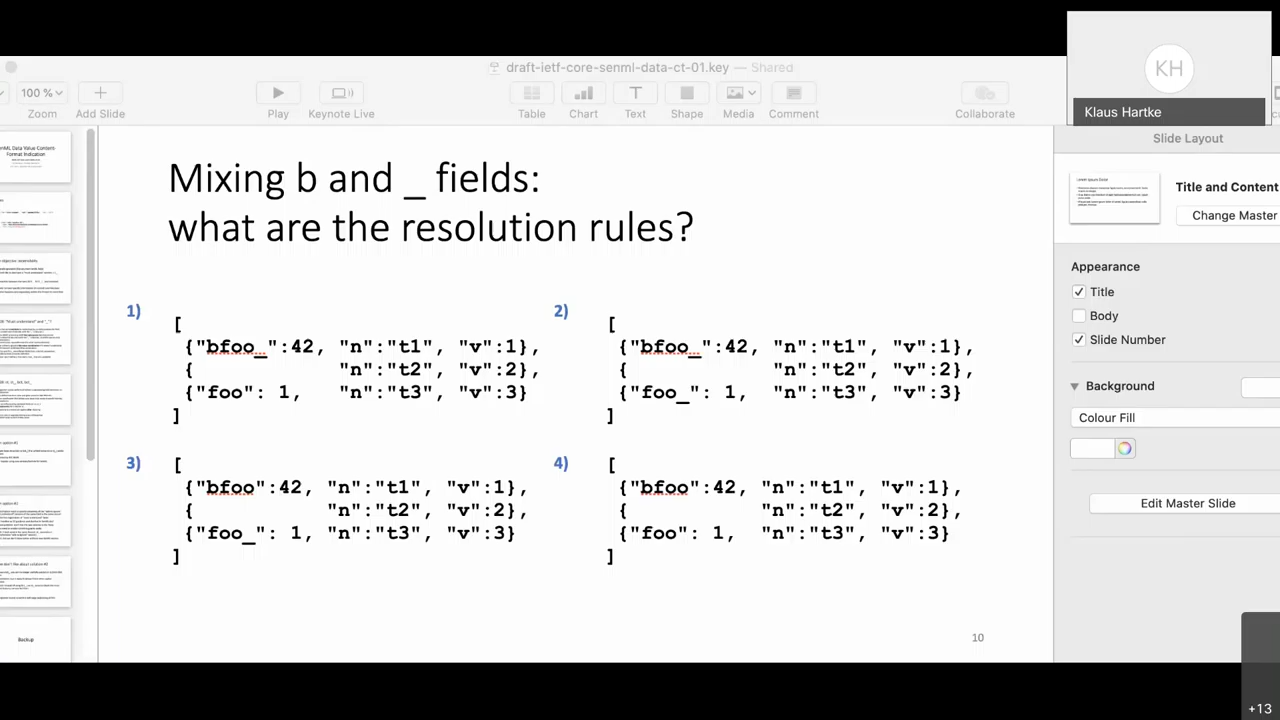 KH
Klaus Hartke
draft-ietf-core-senml-data-ct-01.key — Shared
100 %
Zoom
Add Slide
Play
Keynote Live
Table
Chart
Text
Shape
Media
Comment
Collaborate
Slide Layout
Title and Content
Change Master
Appearance
Title
Body
Slide Number
Background
Colour Fill
Edit Master Slide
Mixing b and _ fields:
what are the resolution rules?
1)
[
{"bfoo_":42, "n":"t1", "v":1},
{ "n":"t2", "v":2},
{"foo": 1, "n":"t3", "v":3}
]
2)
[
{"bfoo_":42, "n":"t1", "v":1},
{ "n":"t2", "v":2},
{"foo_": 1, "n":"t3", "v":3}
]
3)
[
{"bfoo":42, "n":"t1", "v":1},
{ "n":"t2", "v":2},
{"foo_": 1, "n":"t3", "v":3}
]
4)
[
{"bfoo":42, "n":"t1", "v":1},
{ "n":"t2", "v":2},
{"foo": 1, "n":"t3", "v":3}
]
10
Backup
+13